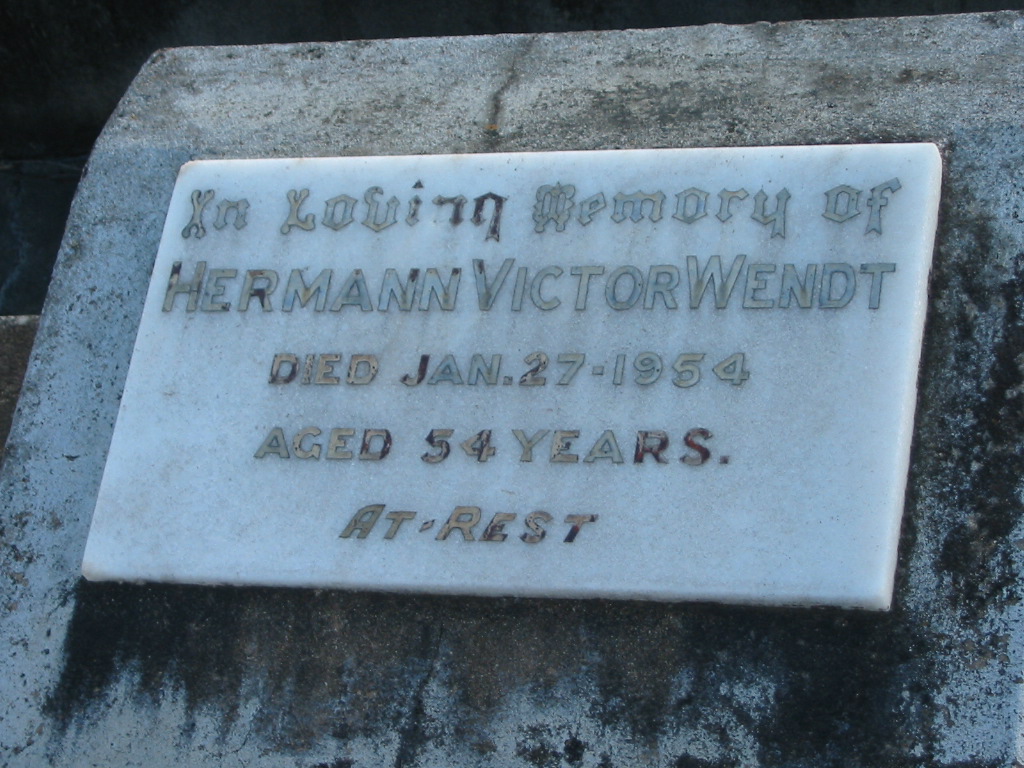 In Loving Memory of
HERMANN VICTOR WENDT
DIED JAN. 27-1954
AGED 54 YEARS.
AT-REST